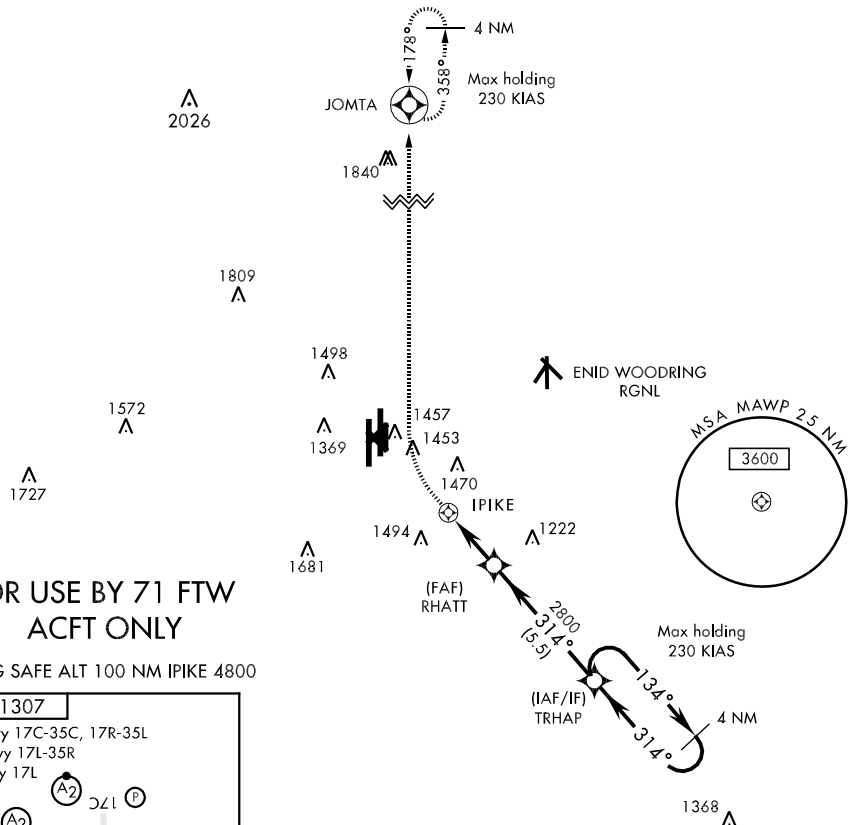 4 NM
178°
358°
Max holding
230 KIAS
JOMTA
2026
1840
1809
1498
ENID WOODRING
RGNL
1572
1369
1457
1453
1470
1727
MSA MAWP 25 NM
3600
IPIKE
1494
1222
1681
(FAF)
RHATT
2800
314°
(5.5)
Max holding
230 KIAS
(IAF/IF)
TRHAP
134°
4 NM
314°
1368
OR USE BY 71 FTW
ACFT ONLY
G SAFE ALT 100 NM IPIKE 4800
1307
y 17C-35C, 17R-35L
vy 17L-35R
y 17L
A2
17C
P
A2